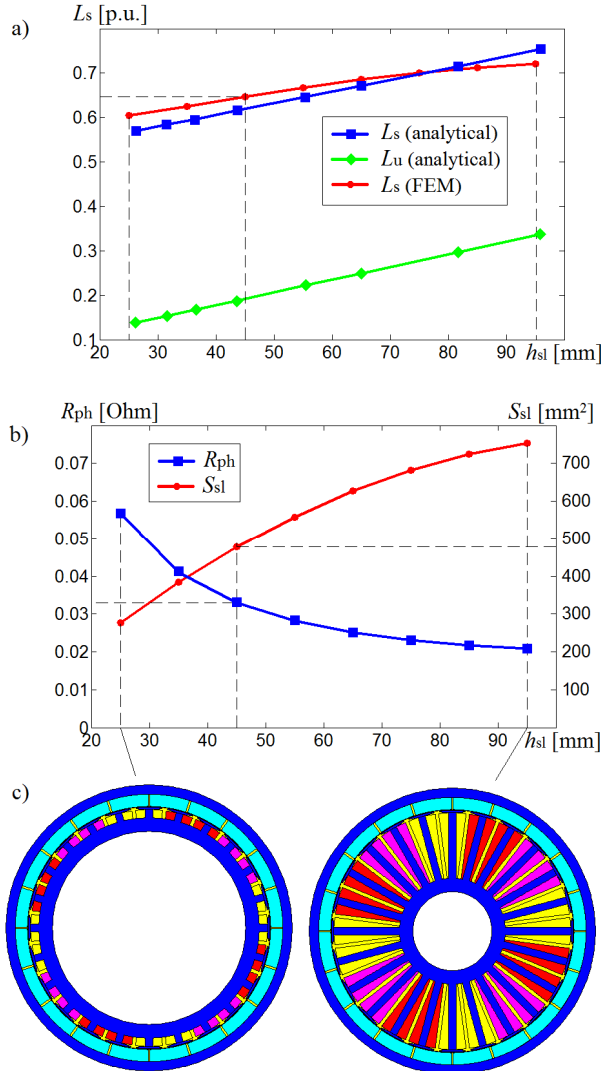 a)
Ls [p.u.]
0.7
0.6
0.5
0.4
0.3
0.2
0.1
Ls (analytical)
Lu (analytical)
Ls (FEM)
20 30 40 50 60 70 80 90 hsl [mm]
b)
Rph [Ohm]
Ssl [mm²]
0.07
0.06
0.05
0.04
0.03
0.02
0.01
0
Rph
Ssl
700
600
500
400
300
200
100
20 30 40 50 60 70 80 90 hsl [mm]
c)